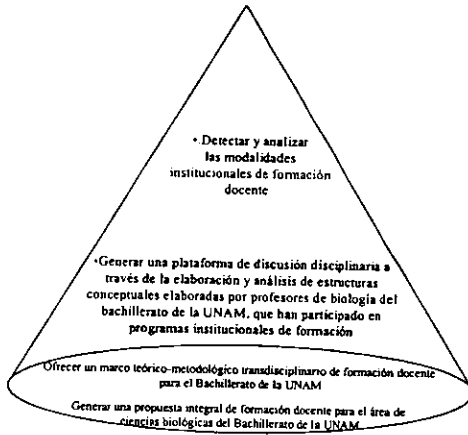 • Detectar y analizar
las modalidades
institucionales de formación
docente
•Generar una plataforma de discusión disciplinaria a
través de la elaboración y análisis de estructuras
conceptuales elaboradas por profesores de biología del
bachillerato de la UNAM, que han participado en
programas institucionales de formación
Ofrecer un marco teórico-metodológico transdisciplinario de formación docente
para el Bachillerato de la UNAM
Generar una propuesta integral de formación docente para el área de
ciencias biológicas del Bachillerato de la UNAM